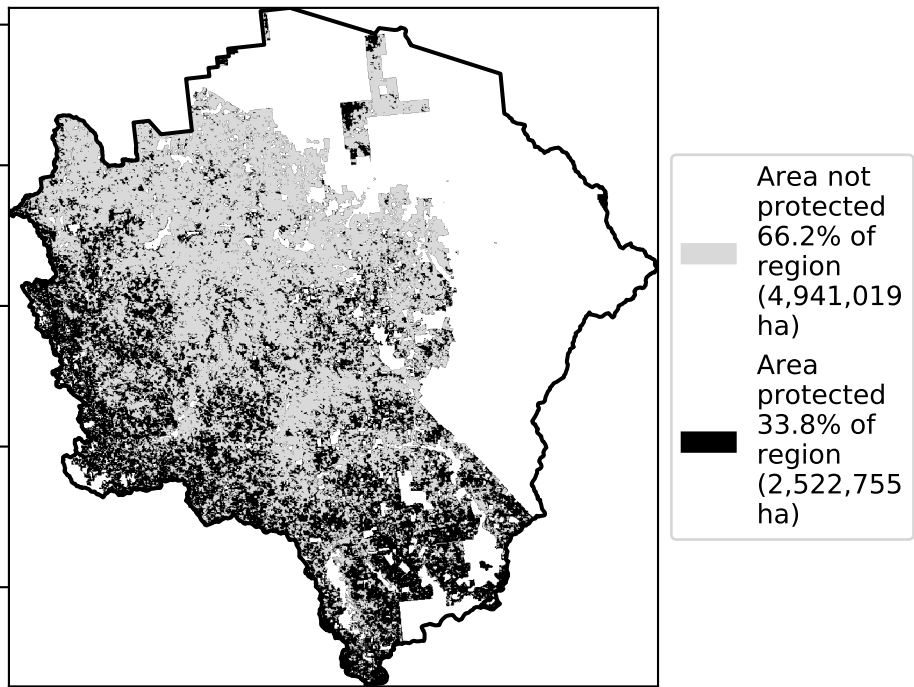 Area not
protected
66.2% of
region
(4,941,019
ha)
Area
protected
33.8% of
region
(2,522,755
ha)